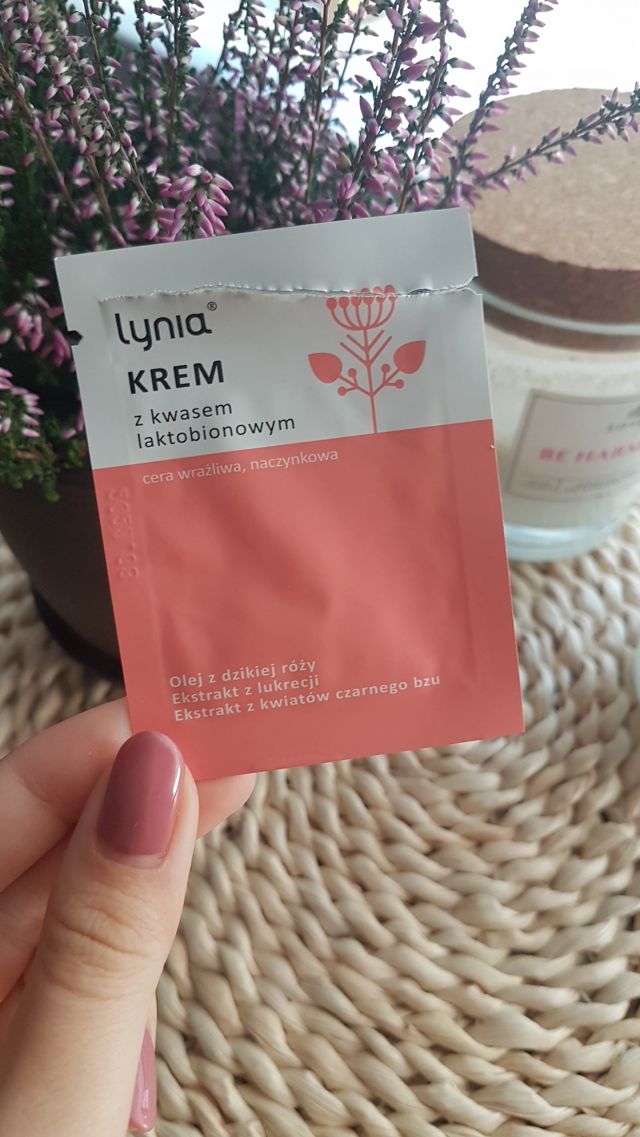 lynia®
KREM
z kwasem
laktobionowym
cera wrażliwa, naczynkowa
Olej z dzikiej róży
Ekstrakt z lukrecji
Ekstrakt z kwiatów czarnego bzu